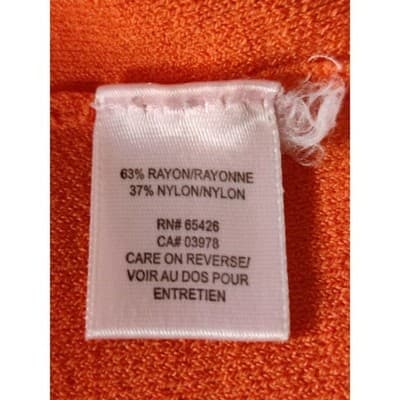 63% RAYON/RAYONNE
37% NYLON/NYLON
RN# 65426
CA# 03978
CARE ON REVERSE/
VOIR AU DOS POUR
ENTRETIEN